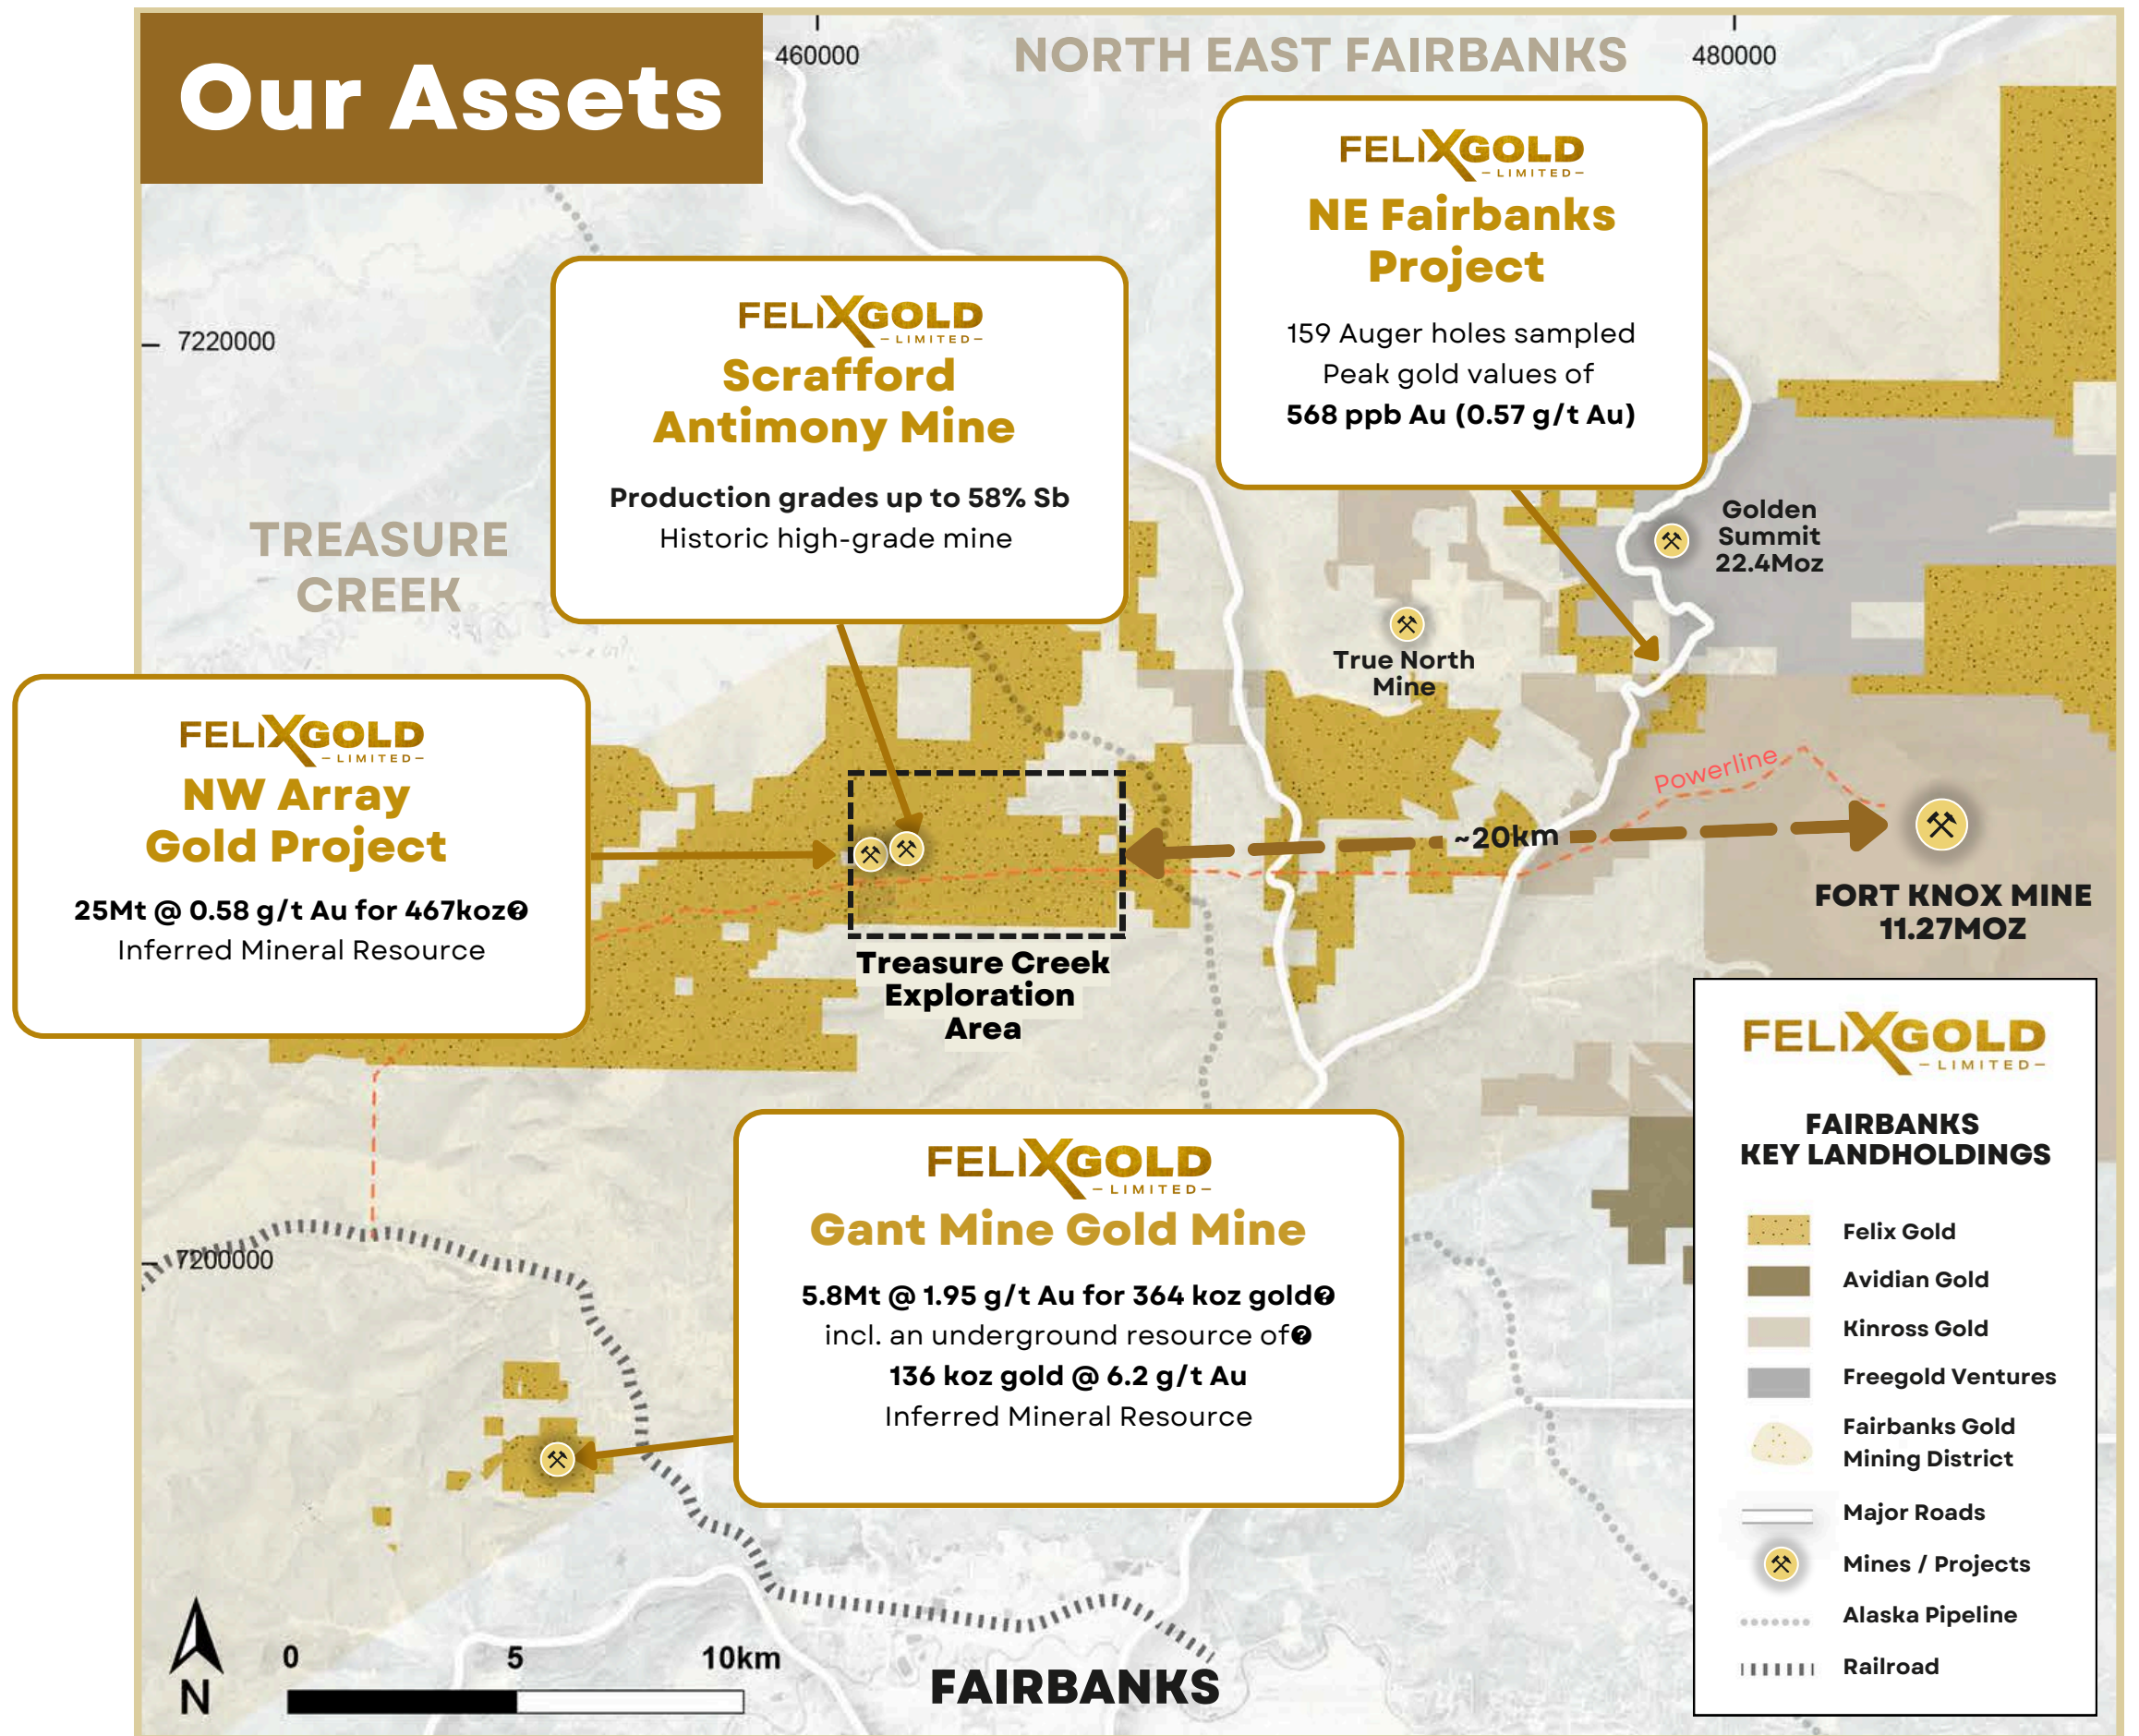 Our Assets
460000
NORTH EAST FAIRBANKS
480000
7220000
7200000
TREASURE
CREEK
FELIXGOLD
-LIMITED-
NE Fairbanks
Project
159 Auger holes sampled
Peak gold values of
568 ppb Au (0.57 g/t Au)
FELIXGOLD
-LIMITED-
Scrafford
Antimony Mine
Production grades up to 58% Sb
Historic high-grade mine
Golden
Summit
22.4Moz
True North
Mine
FELIXGOLD
-LIMITED-
NW Array
Gold Project
25Mt @ 0.58 g/t Au for 467koz?
Inferred Mineral Resource
Powerline
~20km
FORT KNOX MINE
11.27MOZ
Treasure Creek
Exploration
Area
FELIXGOLD
-LIMITED-
Gant Mine Gold Mine
5.8Mt @ 1.95 g/t Au for 364 koz gold?
incl. an underground resource of?
136 koz gold @ 6.2 g/t Au
Inferred Mineral Resource
FELIXGOLD
-LIMITED-
FAIRBANKS
KEY LANDHOLDINGS
Felix Gold
Avidian Gold
Kinross Gold
Freegold Ventures
Fairbanks Gold
Mining District
Major Roads
Mines / Projects
Alaska Pipeline
Railroad
N
0 5 10km
FAIRBANKS